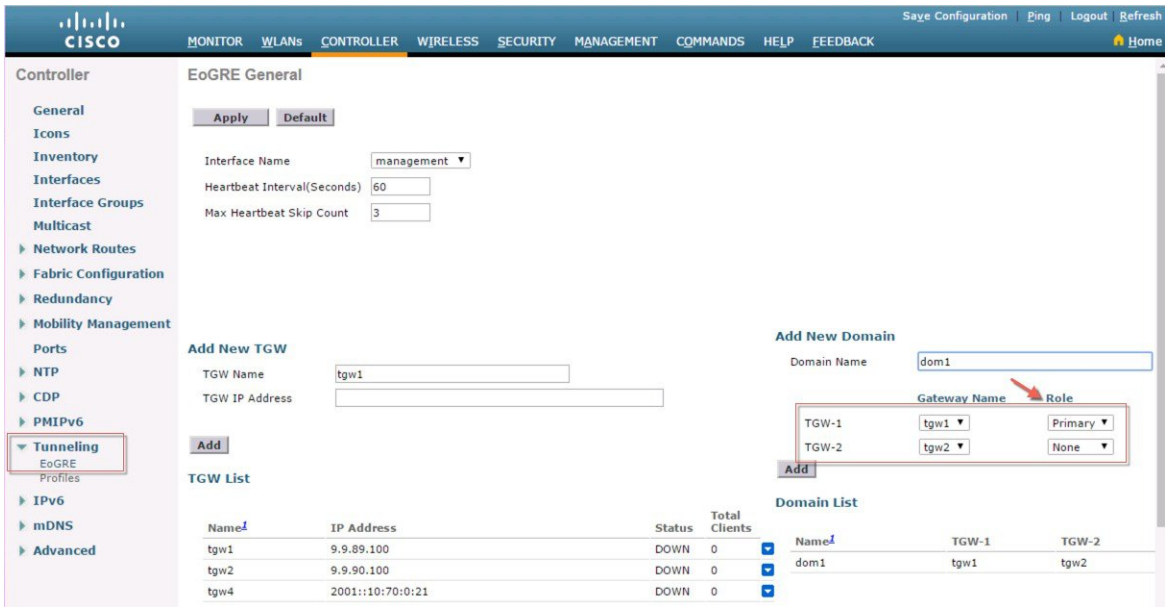 Save Configuration | Ping | Logout | Refresh
CISCO MONITOR WLANs CONTROLLER WIRELESS SECURITY MANAGEMENT COMMANDS HELP FEEDBACK Home
Controller
General
Icons
Inventory
Interfaces
Interface Groups
Multicast
Network Routes
Fabric Configuration
Redundancy
Mobility Management
Ports
NTP
CDP
PMIPv6
Tunneling
EoGRE
Profiles
IPv6
mDNS
Advanced
EoGRE General
Apply Default
Interface Name management
Heartbeat Interval(Seconds) 60
Max Heartbeat Skip Count 3
Add New TGW
TGW Name tgw1
TGW IP Address
Add
TGW List
Name1 IP Address Status Total Clients
tgw1 9.9.89.100 DOWN 0
tgw2 9.9.90.100 DOWN 0
tgw4 2001::10:70:0:21 DOWN 0
Add New Domain
Domain Name dom1
Gateway Name Role
TGW-1 tgw1 Primary
TGW-2 tgw2 None
Add
Domain List
Name1 TGW-1 TGW-2
dom1 tgw1 tgw2